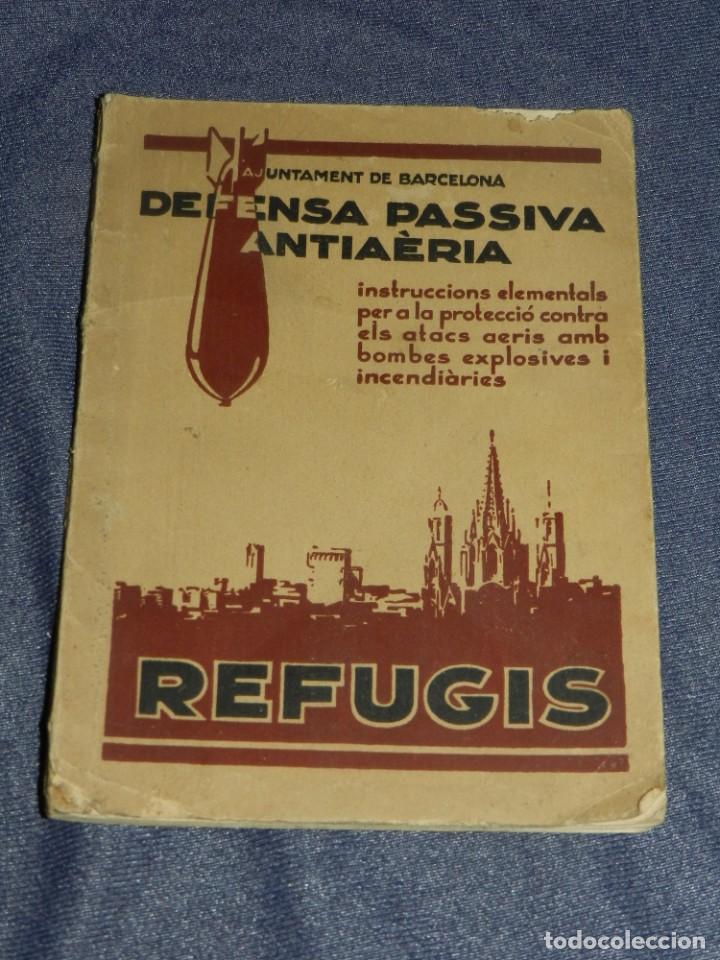 AJUNTAMENT DE BARCELONA
DEFENSA PASSIVA
ANTIAÈRIA
instruccions elementals
per a la protecció contra
els atacs aeris amb
bombes explosives i
incendiàries
REFUGIS
todocoleccion.net